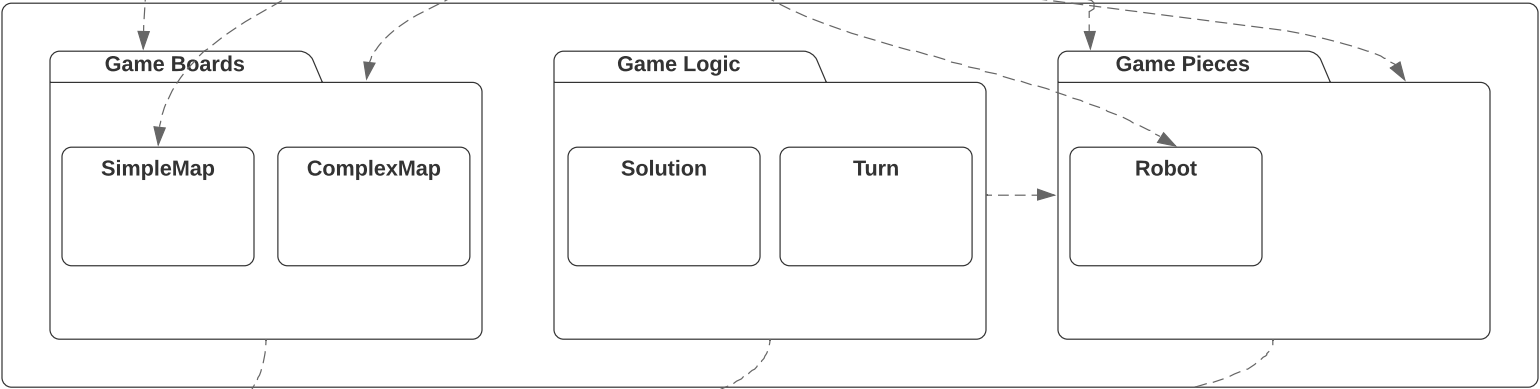 Game Boards
Game Logic
Game Pieces
SimpleMap
ComplexMap
Solution
Turn
Robot